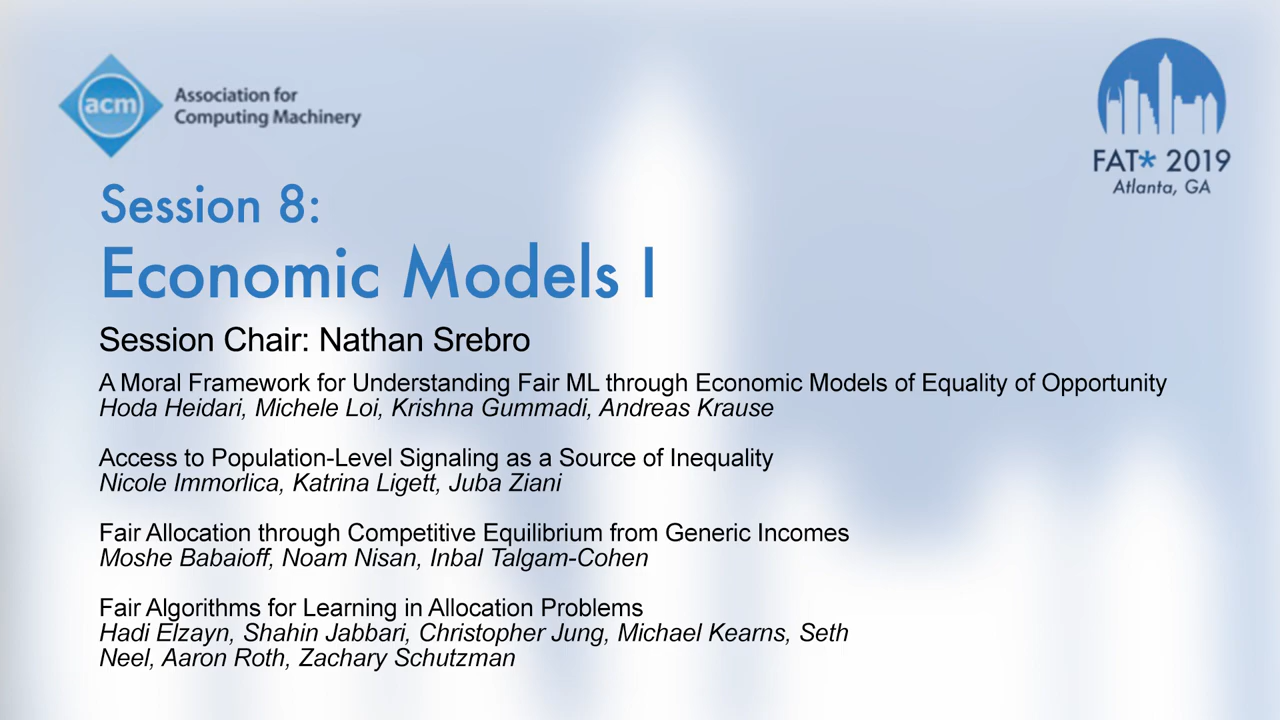 acm
Association for
Computing Machinery
FAT* 2019
Atlanta, GA
Session 8:
Economic Models I
Session Chair: Nathan Srebro
A Moral Framework for Understanding Fair ML through Economic Models of Equality of Opportunity
Hoda Heidari, Michele Loi, Krishna Gummadi, Andreas Krause
Access to Population-Level Signaling as a Source of Inequality
Nicole Immorlica, Katrina Ligett, Juba Ziani
Fair Allocation through Competitive Equilibrium from Generic Incomes
Moshe Babaioff, Noam Nisan, Inbal Talgam-Cohen
Fair Algorithms for Learning in Allocation Problems
Hadi Elzayn, Shahin Jabbari, Christopher Jung, Michael Kearns, Seth
Neel, Aaron Roth, Zachary Schutzman